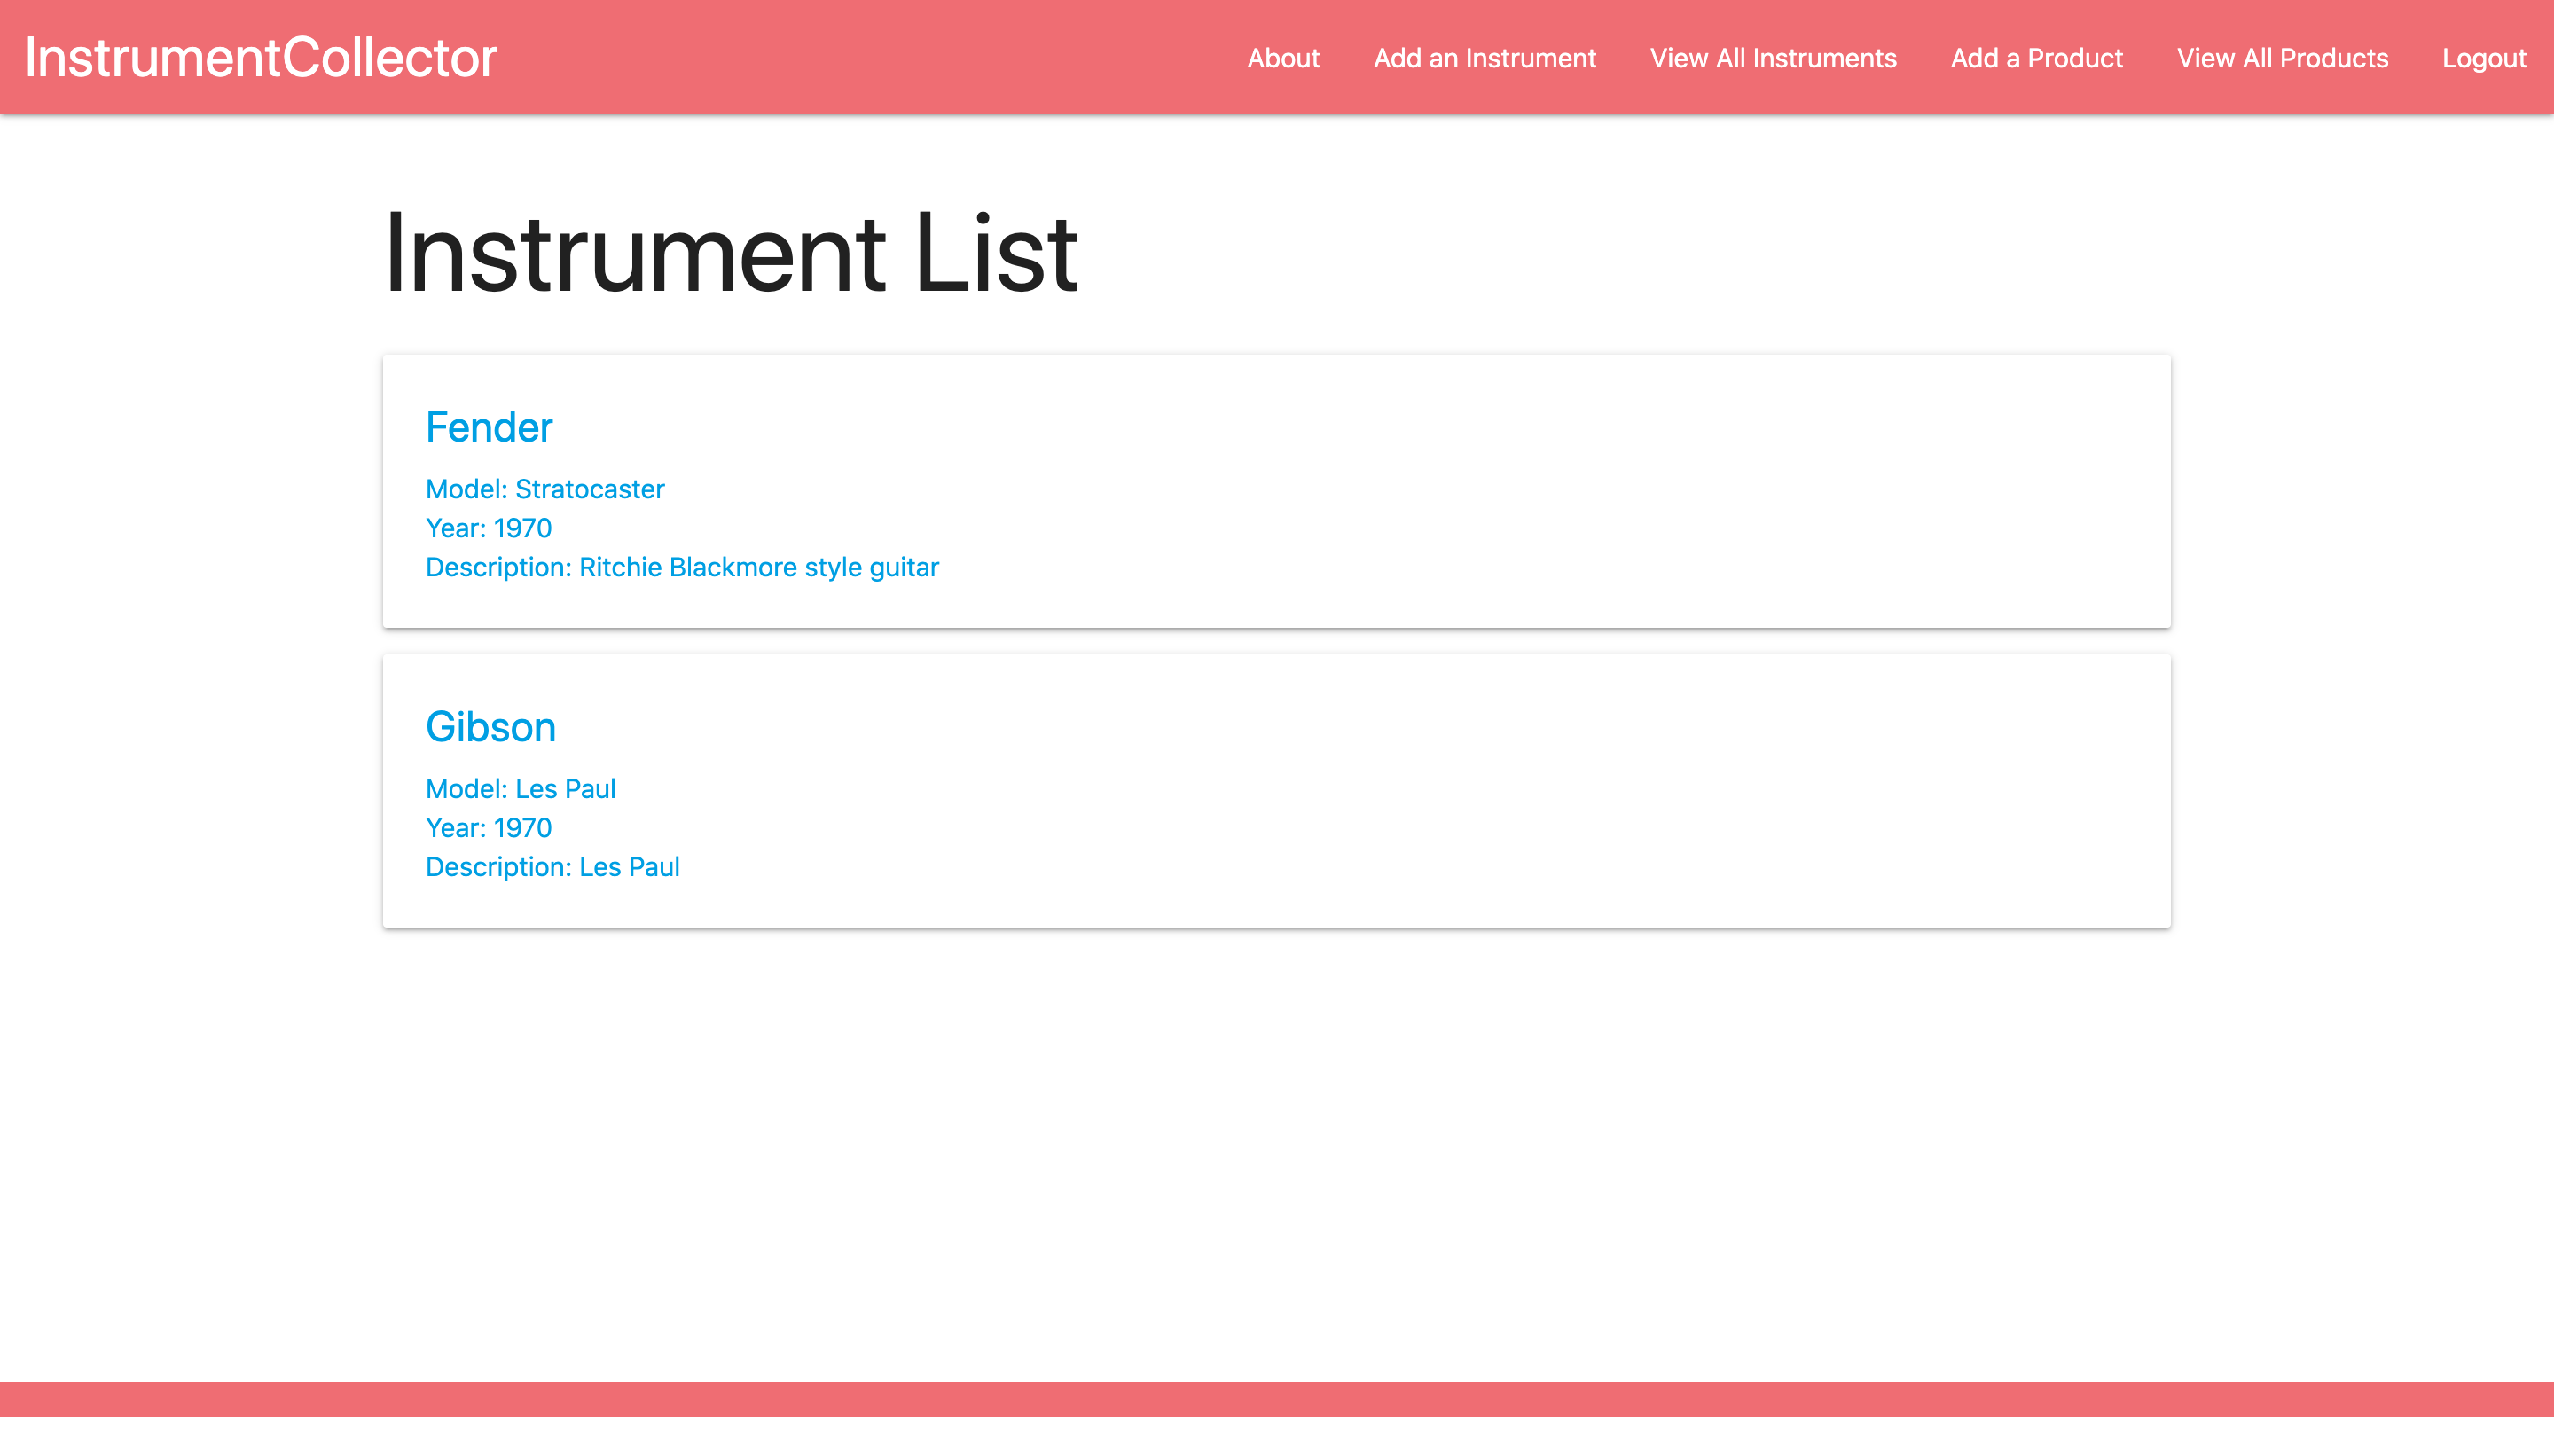 InstrumentCollector
About Add an Instrument View All Instruments Add a Product View All Products Logout
Instrument List
Fender
Model: Stratocaster
Year: 1970
Description: Ritchie Blackmore style guitar
Gibson
Model: Les Paul
Year: 1970
Description: Les Paul